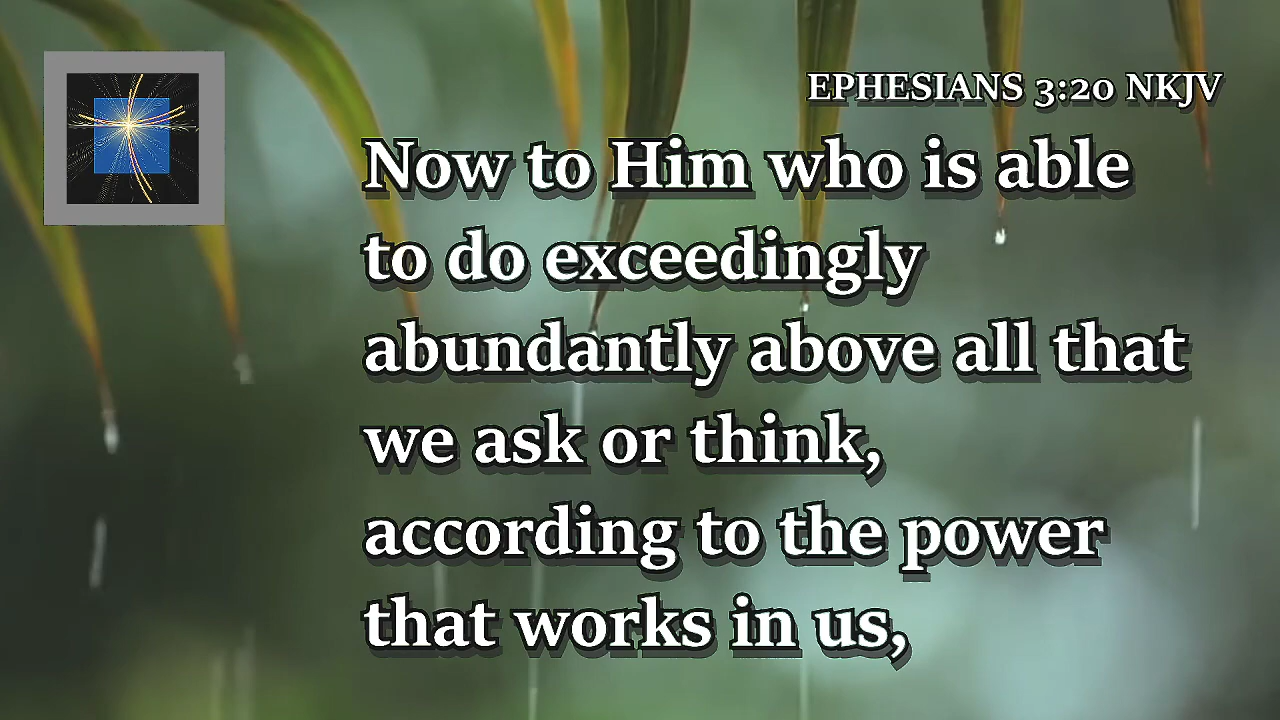 EPHESIANS 3:20 NKJV
Now to Him who is able
to do exceedingly
abundantly above all that
we ask or think,
according to the power
that works in us,